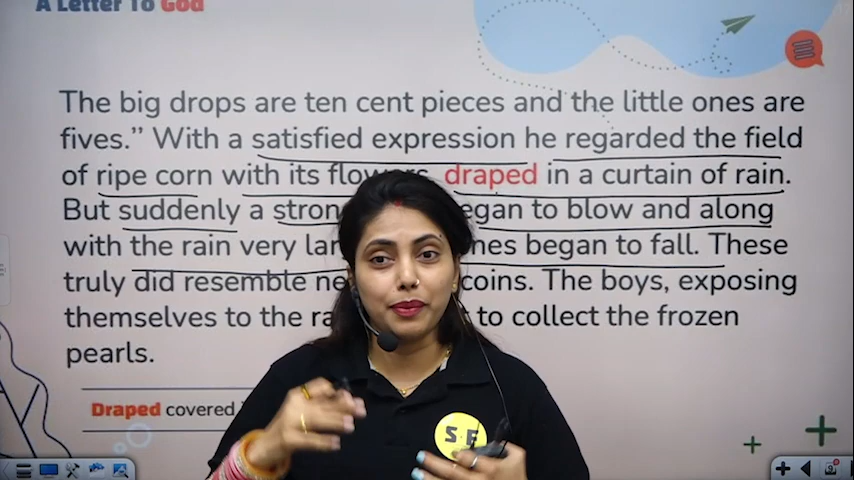 A Letter To God
The big drops are ten cent pieces and the little ones are
fives.” With a satisfied expression he regarded the field
of ripe corn with its flowers, draped in a curtain of rain.
But suddenly a stron egan to blow and along
with the rain very lar nes began to fall. These
truly did resemble ne coins. The boys, exposing
themselves to the ra to collect the frozen
pearls.
Draped covered
S.E